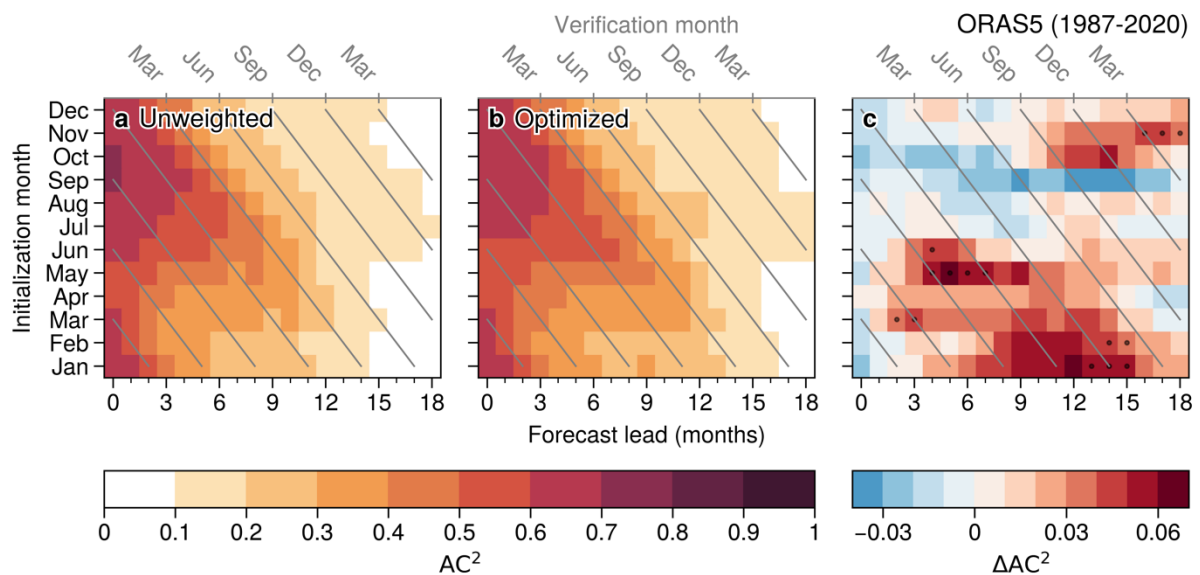 Verification month
ORAS5 (1987-2020)
Mar Jun Sep Dec Mar
Mar Jun Sep Dec Mar
Mar Jun Sep Dec Mar
a Unweighted
b Optimized
c
Initialization month
Dec
Nov
Oct
Sep
Aug
Jul
Jun
May
Apr
Mar
Feb
Jan
0 3 6 9 12 15 18
0 3 6 9 12 15 18
0 3 6 9 12 15 18
Forecast lead (months)
0 0.1 0.2 0.3 0.4 0.5 0.6 0.7 0.8 0.9 1
AC²
−0.03 0 0.03 0.06
ΔAC²